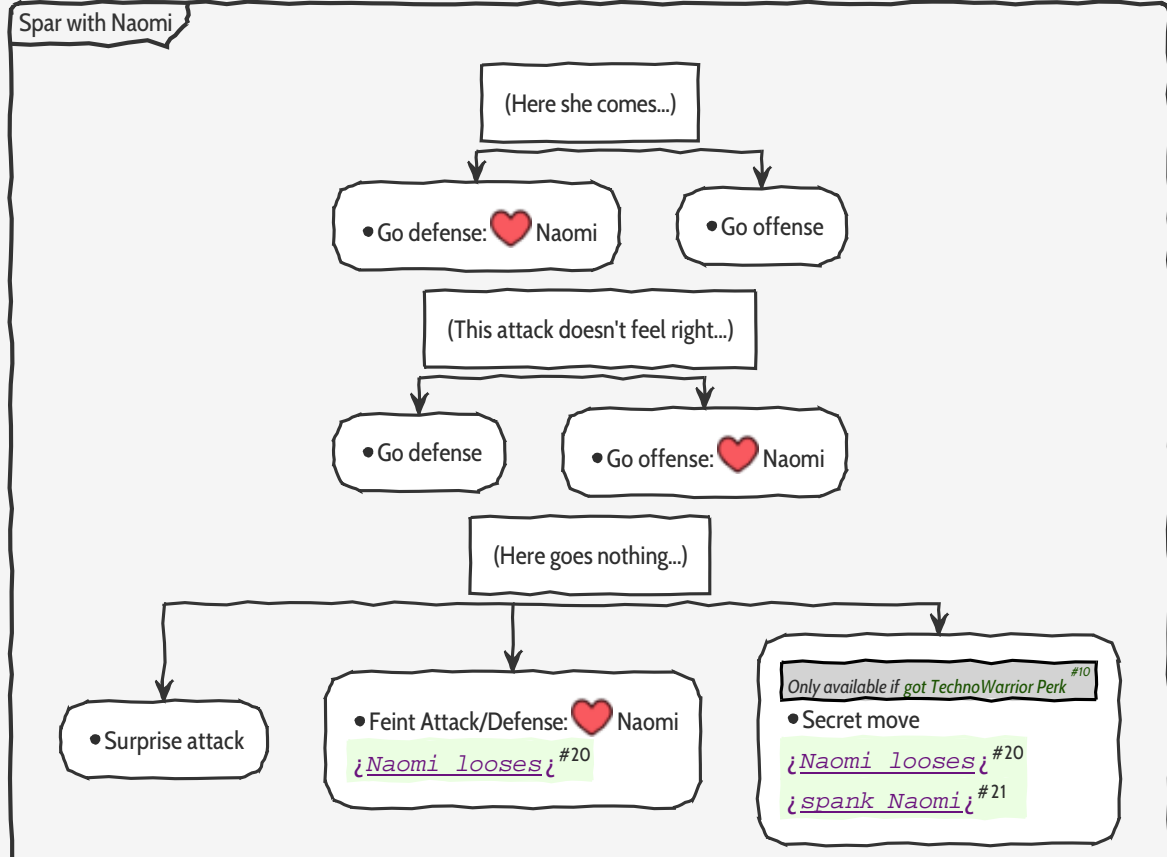 Spar with Naomi
(Here she comes...)
•Go defense: Naomi
•Go offense
(This attack doesn't feel right...)
•Go defense
•Go offense: Naomi
(Here goes nothing...)
•Surprise attack
•Feint Attack/Defense: Naomi
¿Naomi looses¿#20
Only available if got TechnoWarrior Perk #10
•Secret move
¿Naomi looses¿#20
¿spank Naomi¿#21